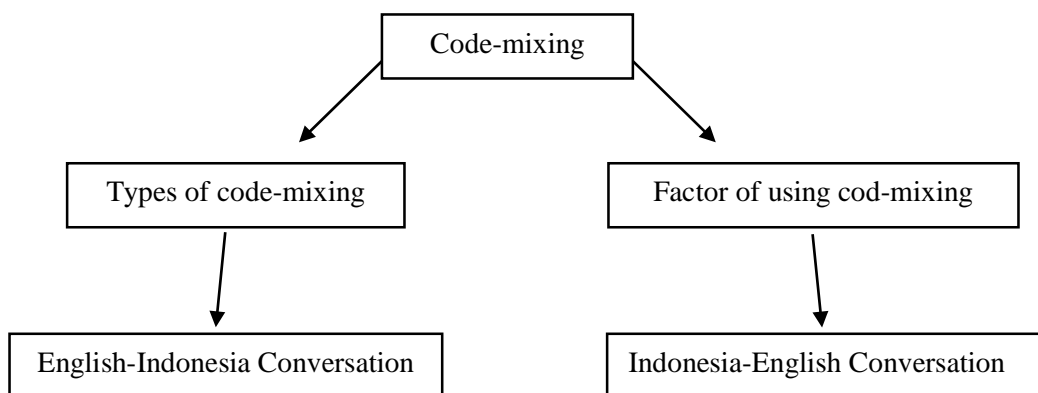 Code-mixing
Types of code-mixing
Factor of using cod-mixing
English-Indonesia Conversation
Indonesia-English Conversation